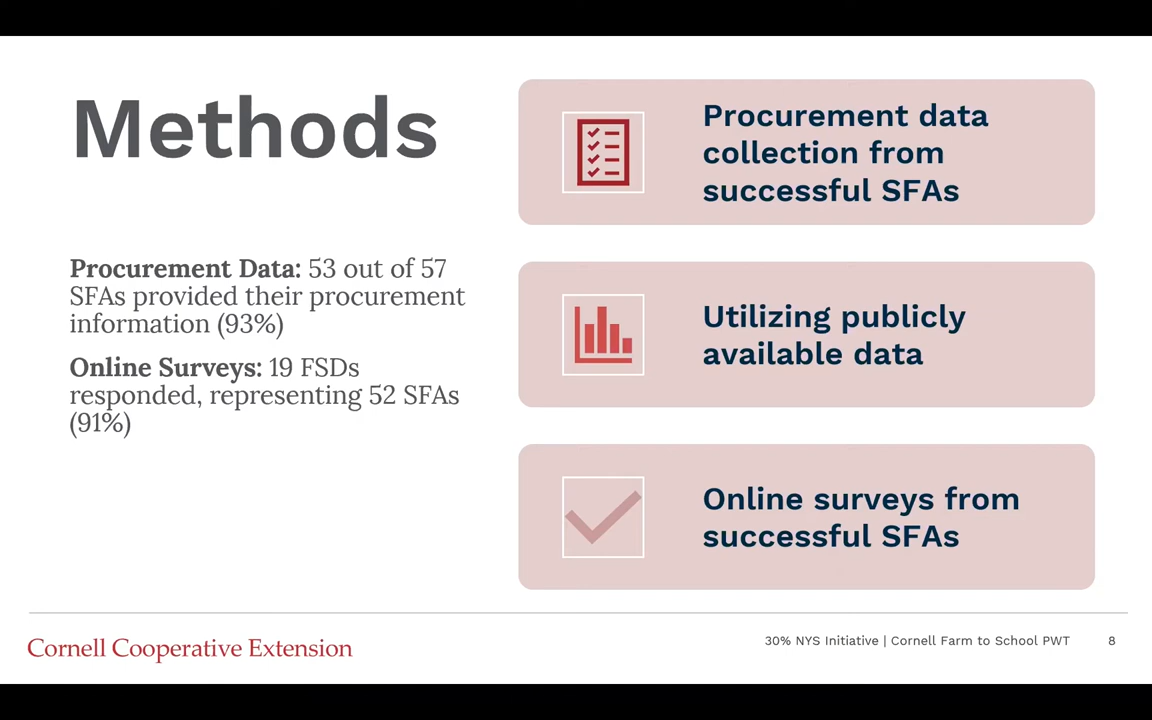 Methods
Procurement Data: 53 out of 57
SFAs provided their procurement
information (93%)
Online Surveys: 19 FSDs
responded, representing 52 SFAs
(91%)
Procurement data
collection from
successful SFAs
Utilizing publicly
available data
Online surveys from
successful SFAs
Cornell Cooperative Extension
30% NYS Initiative | Cornell Farm to School PWT
8